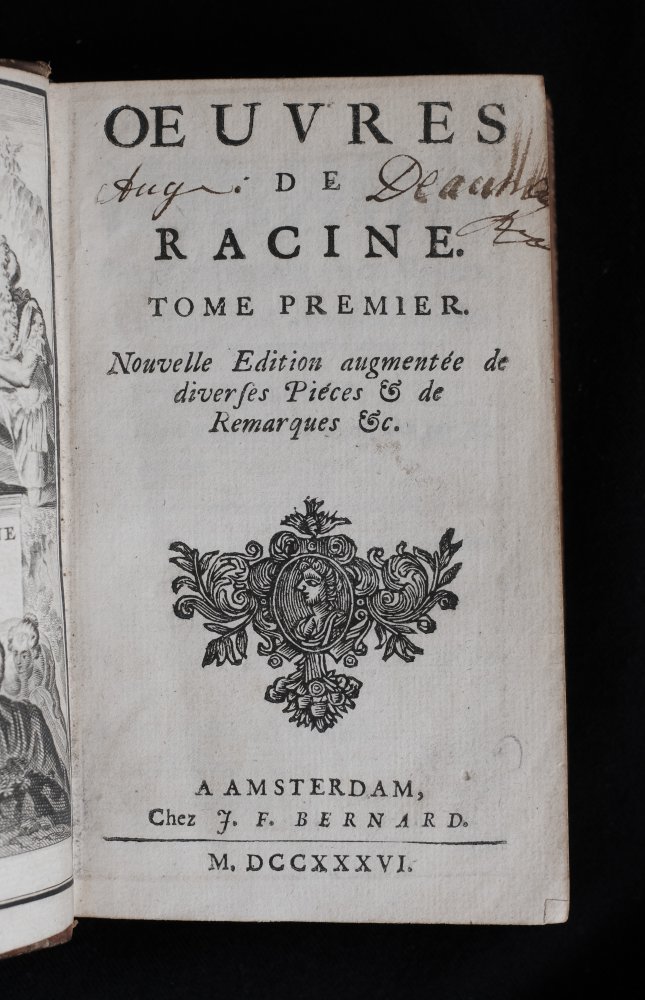 OEUVRES
DE
RACINE.
TOME PREMIER.
Nouvelle Edition augmentée de
diverſes Piéces & de
Remarques &c.
A AMSTERDAM,
Chez J. F. BERNARD.
M. DCCXXXVI.